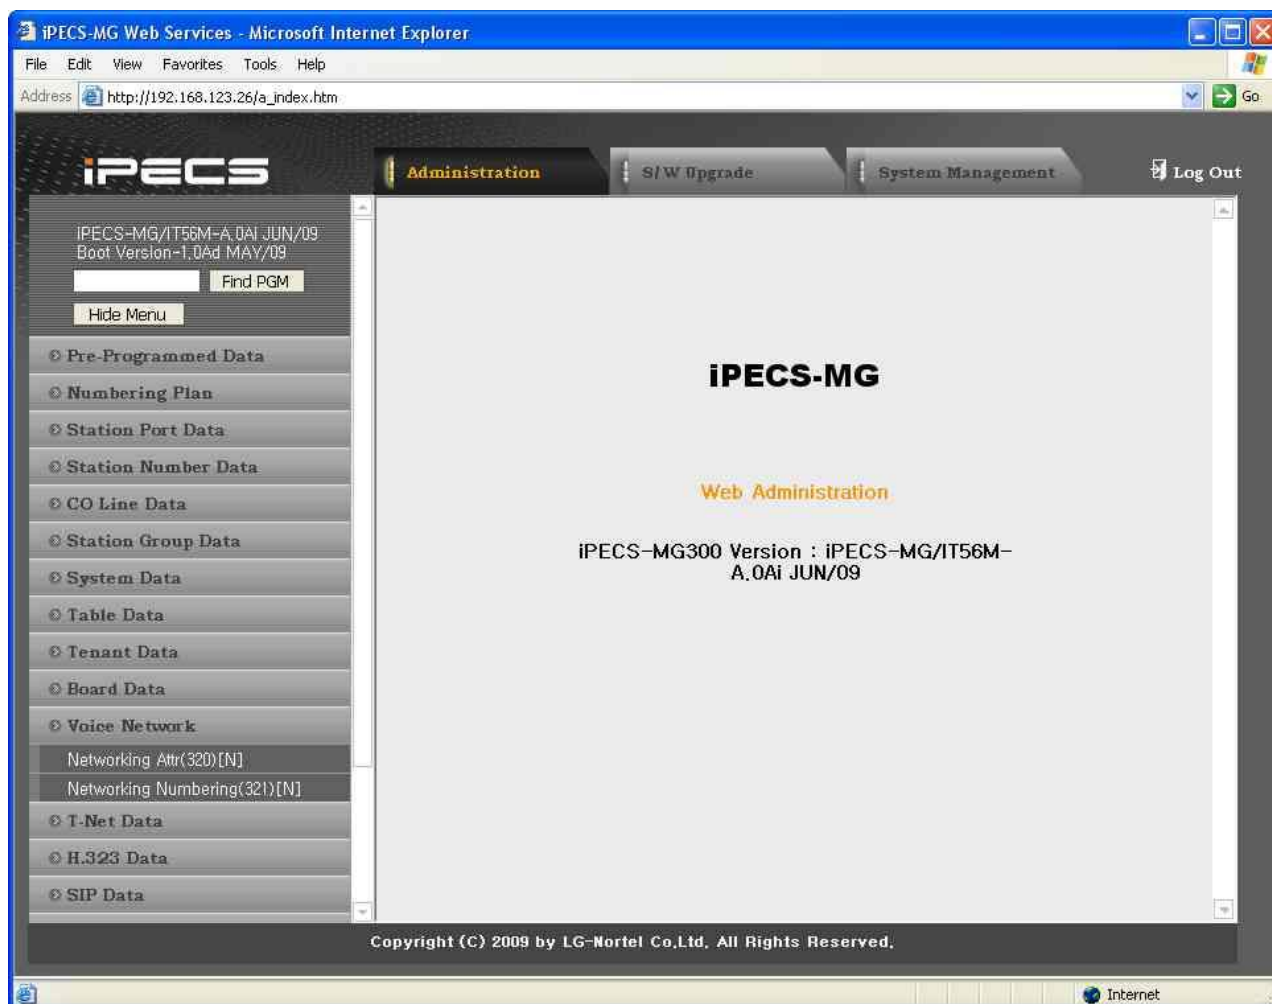 iPECS-MG Web Services - Microsoft Internet Explorer
File Edit View Favorites Tools Help
Address http://192.168.123.26/a_index.htm Go
iPECS
Administration S/W Upgrade System Management Log Out
iPECS-MG/IT56M-A.0Ai JUN/09
Boot Version-1.0Ad MAY/09
Find PGM
Hide Menu
Pre-Programmed Data
Numbering Plan
Station Port Data
Station Number Data
CO Line Data
Station Group Data
System Data
Table Data
Tenant Data
Board Data
Voice Network
Networking Attr(320)[N]
Networking Numbering(321)[N]
T-Net Data
H.323 Data
SIP Data
iPECS-MG
Web Administration
iPECS-MG300 Version : iPECS-MG/IT56M-
A.0Ai JUN/09
Copyright (C) 2009 by LG-Nortel Co,Ltd, All Rights Reserved.
Internet